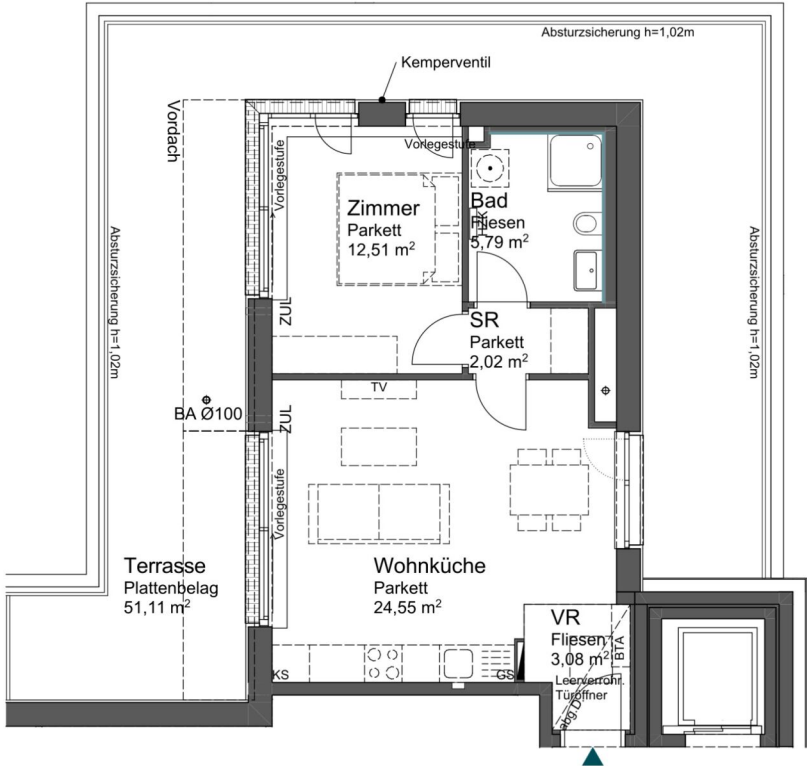 Absturzsicherung h=1,02m
Kemperventil
Vordach
Vorlegestufe
Vorlegestufe
Zimmer
Parkett
12,51 m²
Bad
Fliesen
5,79 m²
HZK
Absturzsicherung h=1,02m
Absturzsicherung h=1,02m
ZUL
SR
Parkett
2,02 m²
TV
BA Ø100
ZUL
Vorlegestufe
Terrasse
Plattenbelag
51,11 m²
Wohnküche
Parkett
24,55 m²
VR
Fliesen
3,08 m²
BTA
KS
GS
Leerverrohr.
Türöffner
abg.D